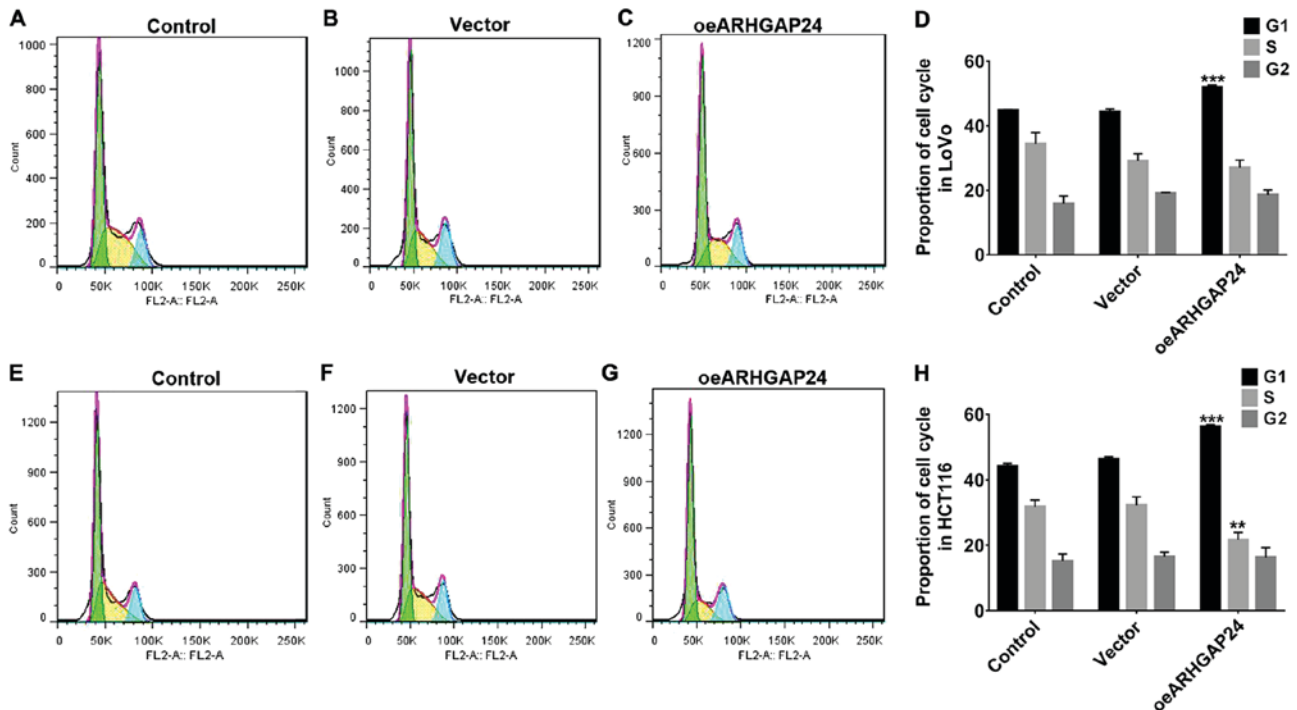 A
Control
1000
800
600
400
200
0
Count
0 50K 100K 150K 200K 250K
FL2-A:: FL2-A
B
Vector
1000
800
600
400
200
0
Count
0 50K 100K 150K 200K 250K
FL2-A:: FL2-A
C
oeARHGAP24
1200
900
600
300
0
Count
0 50K 100K 150K 200K 250K
FL2-A:: FL2-A
D
G1
S
G2
60
40
20
0
Proportion of cell cycle
in LoVo
***
Control
Vector
oeARHGAP24
E
Control
1200
900
600
300
0
Count
0 50K 100K 150K 200K 250K
FL2-A:: FL2-A
F
Vector
1200
900
600
300
0
Count
0 50K 100K 150K 200K 250K
FL2-A:: FL2-A
G
oeARHGAP24
1200
900
600
300
0
Count
0 50K 100K 150K 200K 250K
FL2-A:: FL2-A
H
G1
S
G2
60
40
20
0
Proportion of cell cycle
in HCT116
***
**
Control
Vector
oeARHGAP24